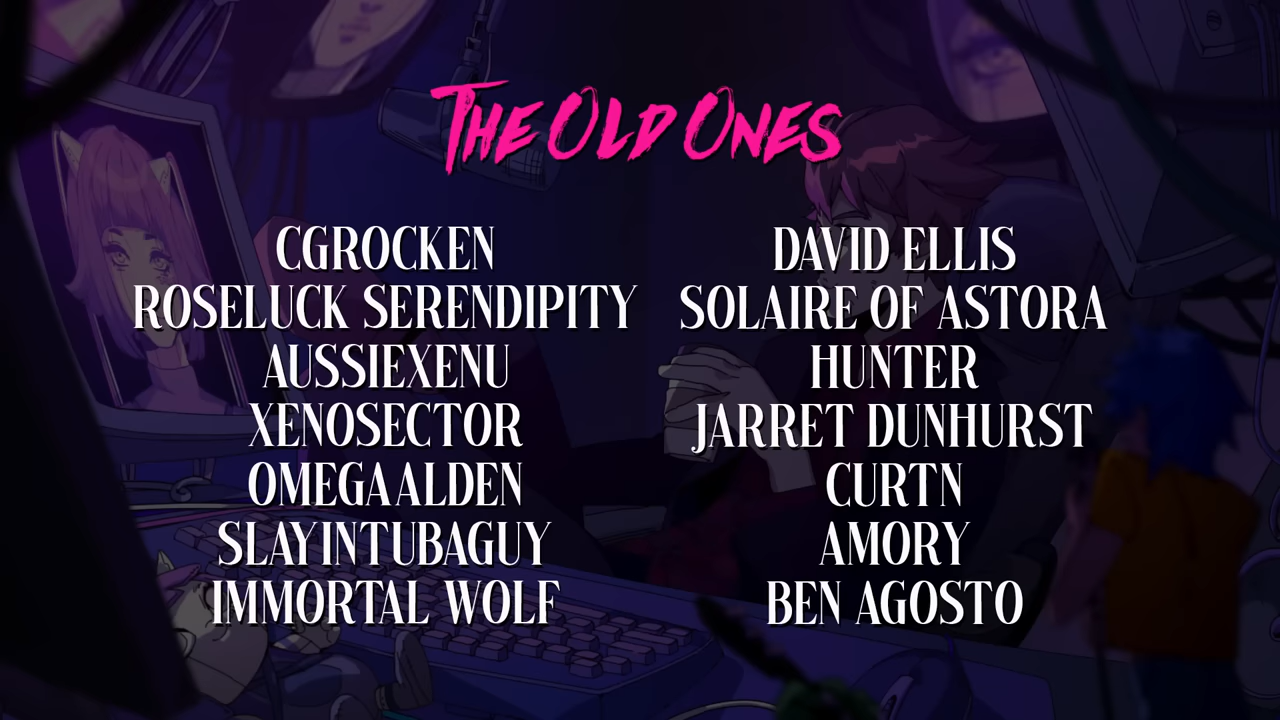 The Old Ones
CGROCKEN
ROSELUCK SERENDIPITY
AUSSIEXENU
XENOSECTOR
OMEGAALDEN
SLAYINTUBAGUY
IMMORTAL WOLF
DAVID ELLIS
SOLAIRE OF ASTORA
HUNTER
JARRET DUNHURST
CURTN
AMORY
BEN AGOSTO